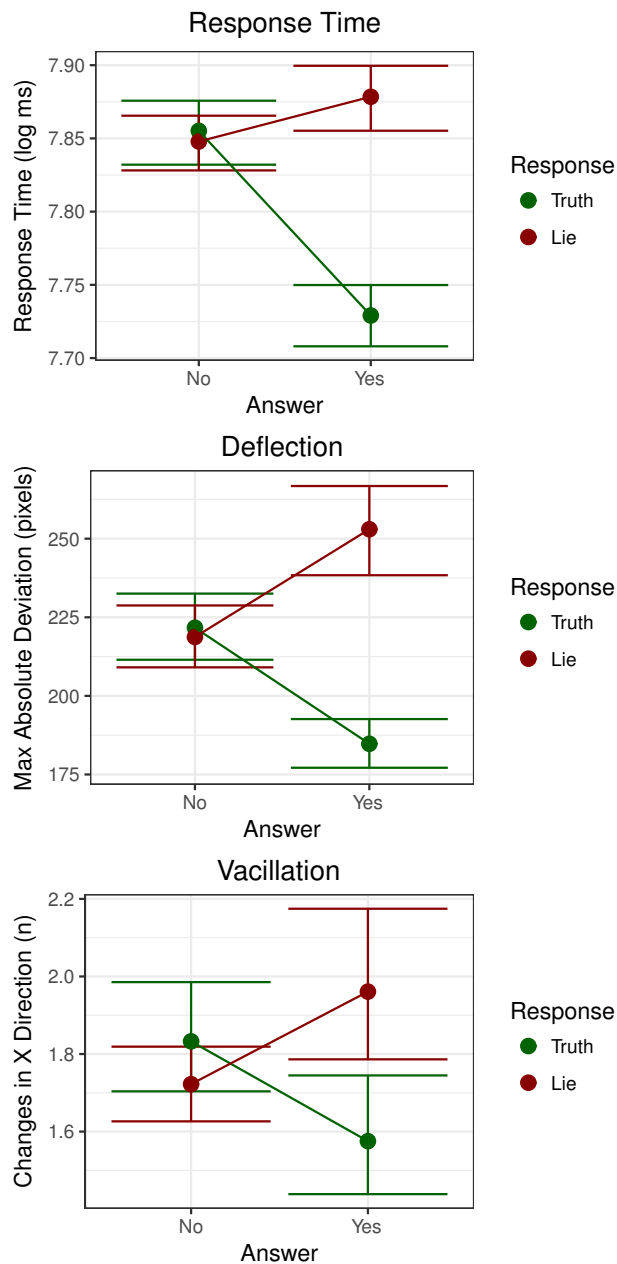 Response Time
Response Time (log ms)
7.90
7.85
7.80
7.75
7.70
No
Yes
Answer
Response
Truth
Lie
Deflection
Max Absolute Deviation (pixels)
250
225
200
175
No
Yes
Answer
Response
Truth
Lie
Vacillation
Changes in X Direction (n)
2.2
2.0
1.8
1.6
No
Yes
Answer
Response
Truth
Lie